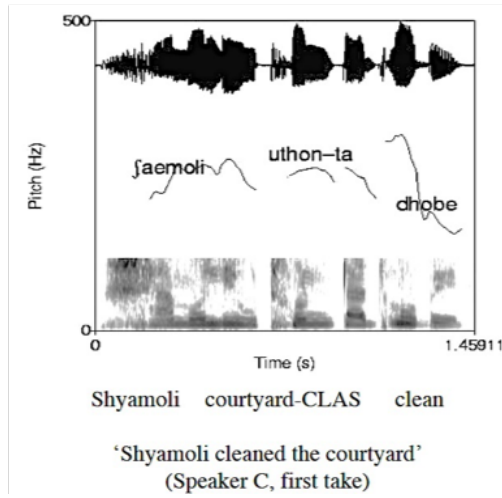 500
Pitch (Hz)
ʃaemoli
uthon–ta
dhobe
0
0
1.45911
Time (s)
Shyamoli courtyard-CLAS clean
‘Shyamoli cleaned the courtyard’
(Speaker C, first take)